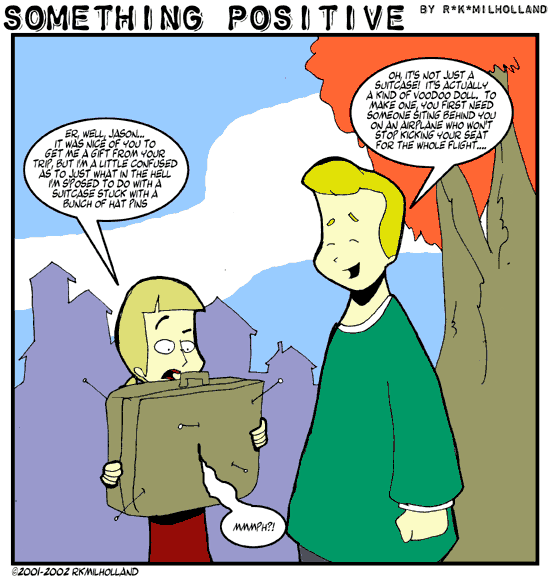 SOMETHING POSITIVE BY R*K*MILHOLLAND
ER, WELL, JASON...
IT WAS NICE OF YOU TO
GET ME A GIFT FROM YOUR
TRIP, BUT I'M A LITTLE CONFUSED
AS TO JUST WHAT IN THE HELL
I'M S'POSED TO DO WITH A
SUITCASE STUCK WITH A
BUNCH OF HAT PINS
OH, IT'S NOT JUST A
SUITCASE! IT'S ACTUALLY
A KIND OF VOODOO DOLL. TO
MAKE ONE, YOU FIRST NEED
SOMEONE SITING BEHIND YOU
ON AN AIRPLANE WHO WON'T
STOP KICKING YOUR SEAT
FOR THE WHOLE FLIGHT....
MMMPH?!
©2001-2002 RK*MILHOLLAND